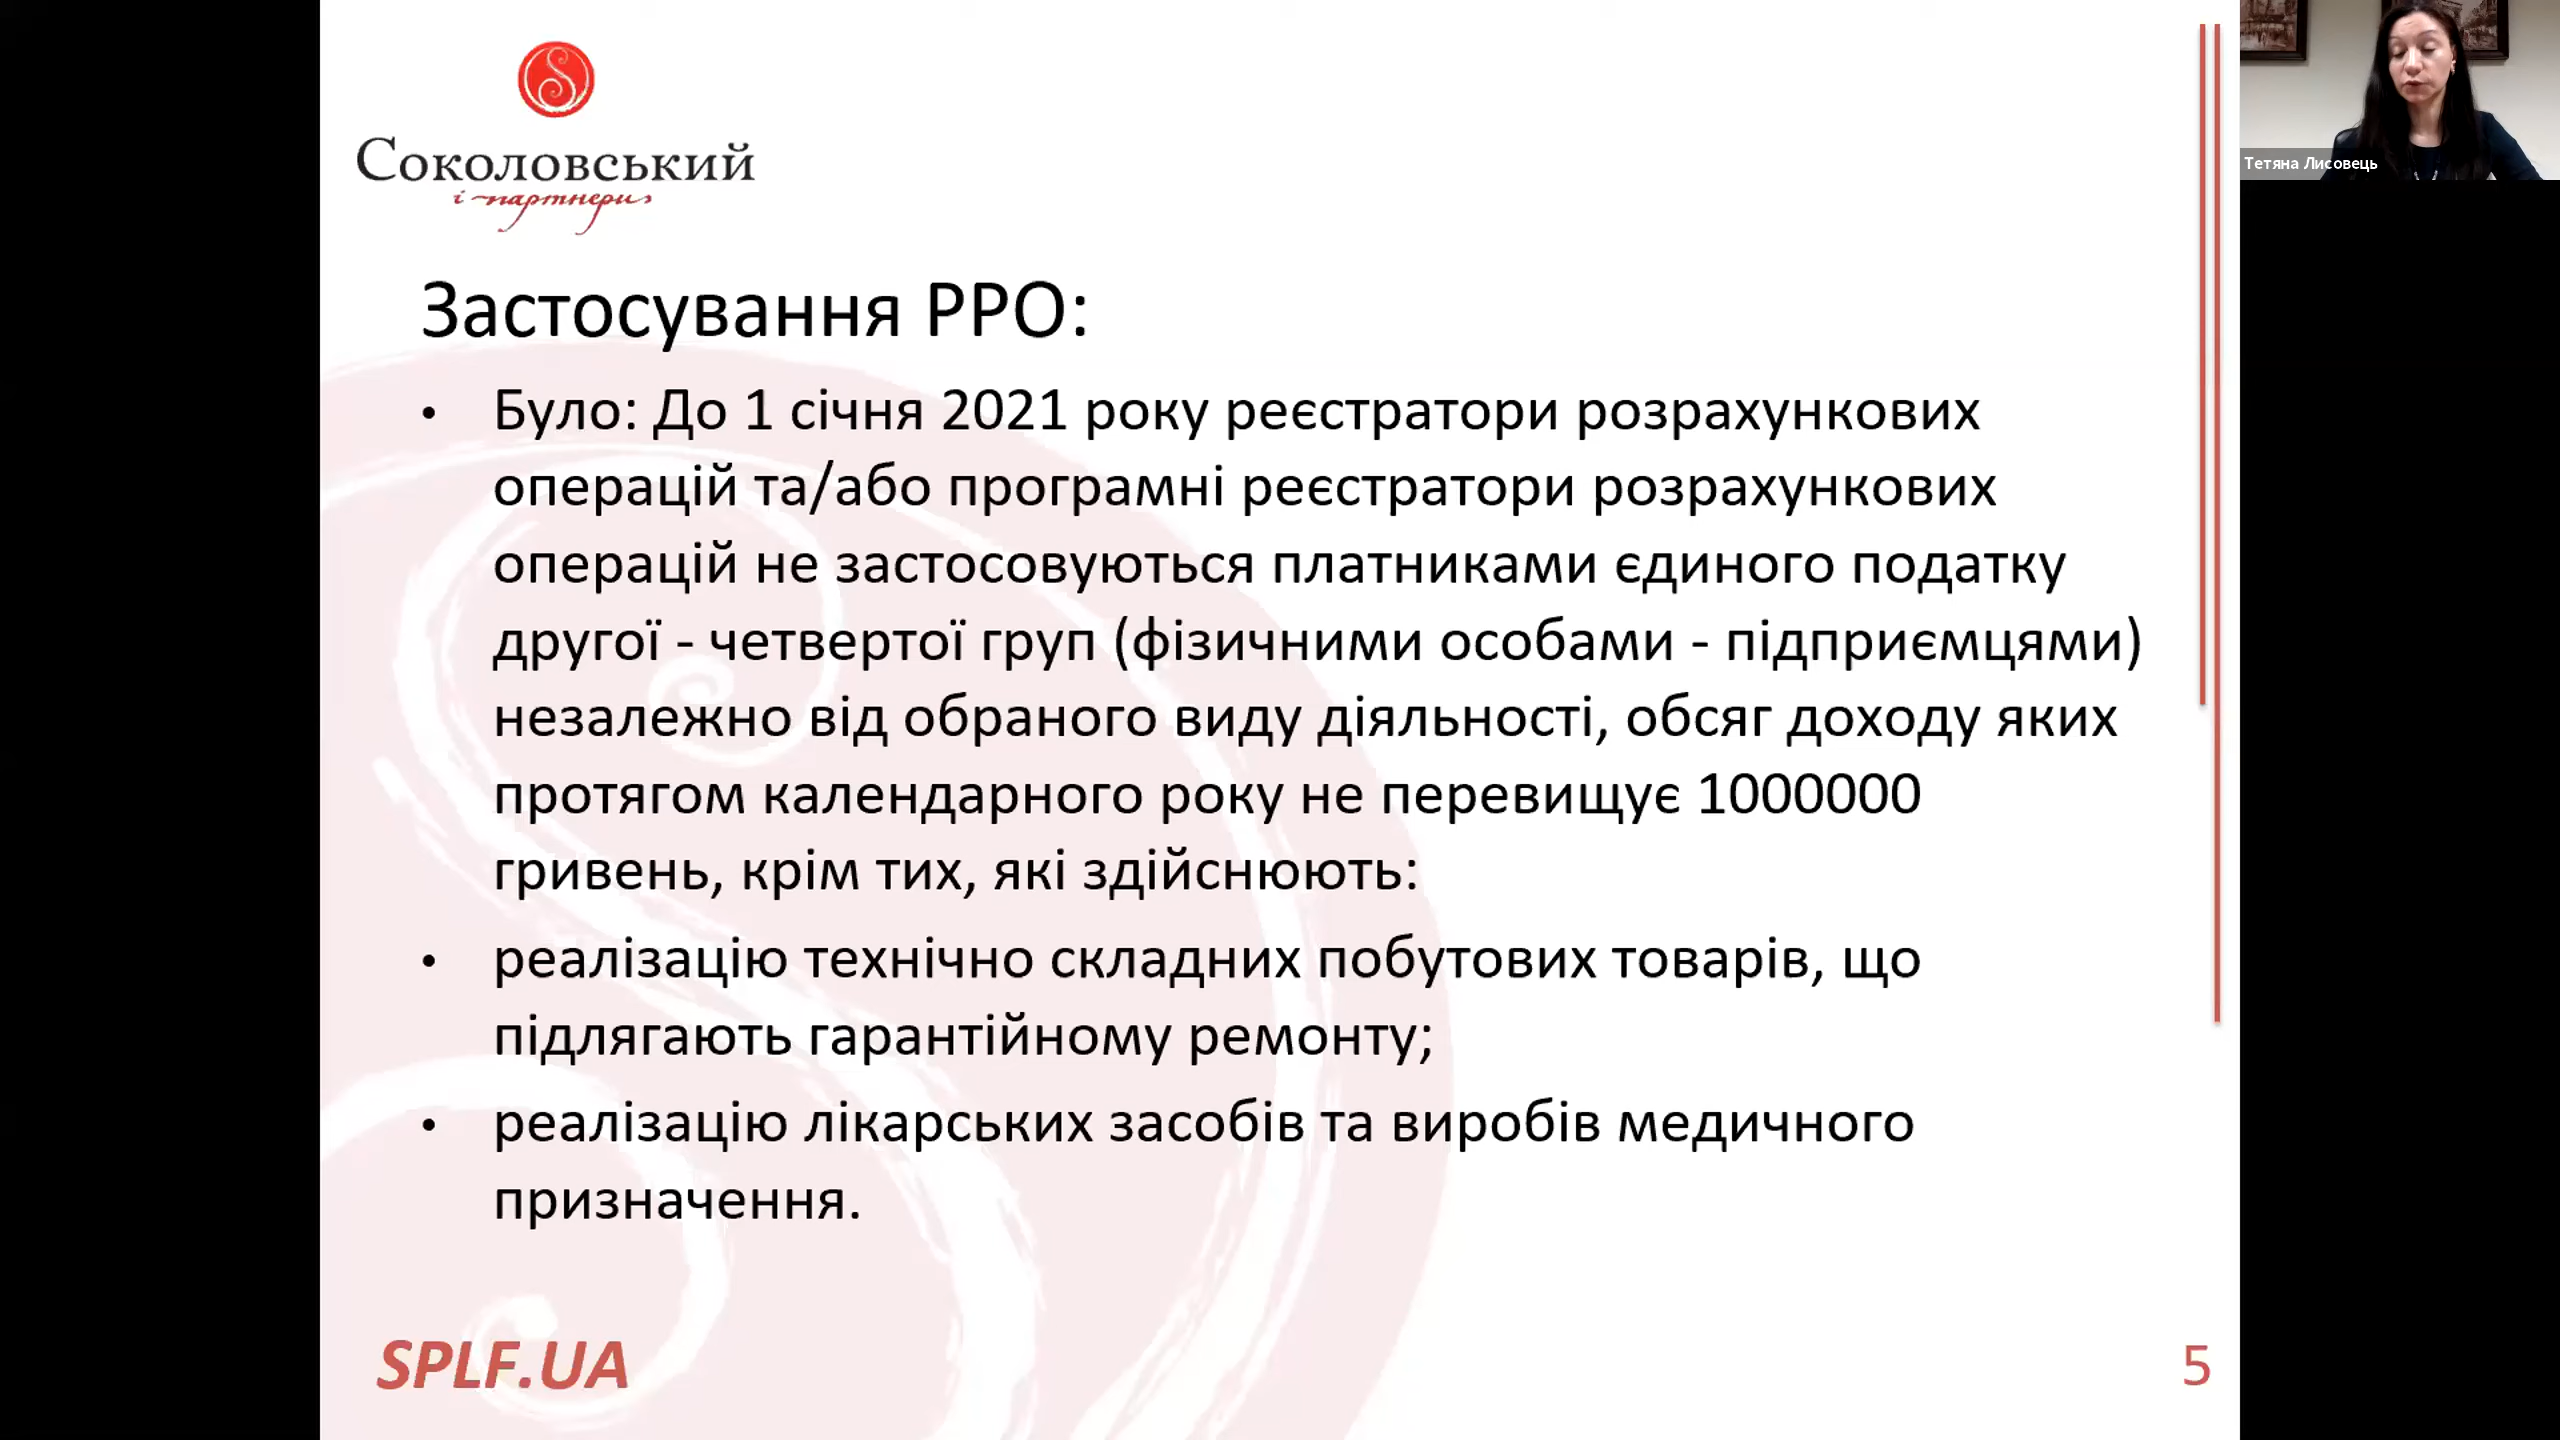 Соколовський
і партнери
Застосування РРО:
• Було: До 1 січня 2021 року реєстратори розрахункових
операцій та/або програмні реєстратори розрахункових
операцій не застосовуються платниками єдиного податку
другої - четвертої груп (фізичними особами - підприємцями)
незалежно від обраного виду діяльності, обсяг доходу яких
протягом календарного року не перевищує 1000000
гривень, крім тих, які здійснюють:
• реалізацію технічно складних побутових товарів, що
підлягають гарантійному ремонту;
• реалізацію лікарських засобів та виробів медичного
призначення.
SPLF.UA
5
Тетяна Лисовець